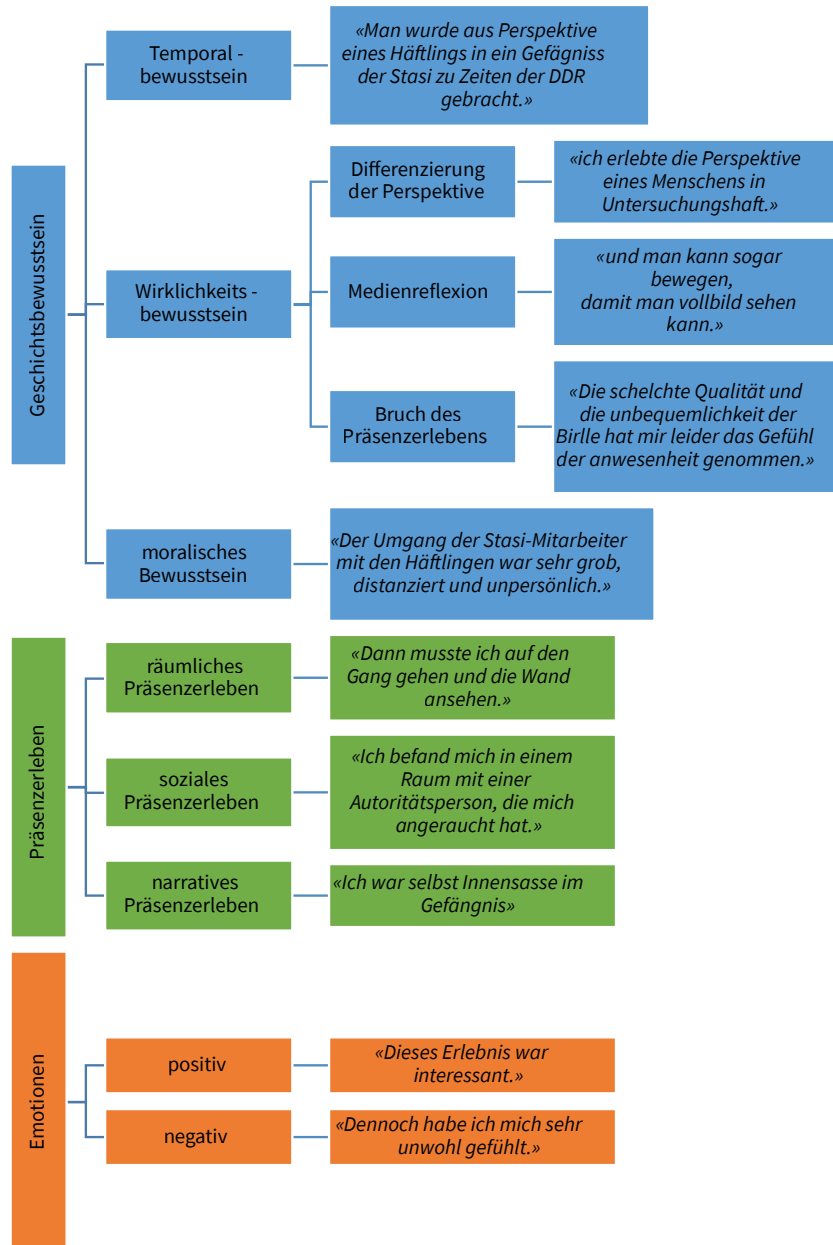 Geschichtsbewusstsein
Temporal -
bewusstsein
«Man wurde aus Perspektive
eines Häftlings in ein Gefägniss
der Stasi zu Zeiten der DDR
gebracht.»
Wirklichkeits -
bewusstsein
Differenzierung
der Perspektive
«ich erlebte die Perspektive
eines Menschens in
Untersuchungshaft.»
Medienreflexion
«und man kann sogar
bewegen,
damit man vollbild sehen
kann.»
Bruch des
Präsenzerlebens
«Die schelchte Qualität und
die unbequemlichkeit der
Birlle hat mir leider das Gefühl
der anwesenheit genommen.»
moralisches
Bewusstsein
«Der Umgang der Stasi-Mitarbeiter
mit den Häftlingen war sehr grob,
distanziert und unpersönlich.»
Präsenzerleben
räumliches
Präsenzerleben
«Dann musste ich auf den
Gang gehen und die Wand
ansehen.»
soziales
Präsenzerleben
«Ich befand mich in einem
Raum mit einer
Autoritätsperson, die mich
angeraucht hat.»
narratives
Präsenzerleben
«Ich war selbst Innensasse im
Gefängnis»
Emotionen
positiv
«Dieses Erlebnis war
interessant.»
negativ
«Dennoch habe ich mich sehr
unwohl gefühlt.»